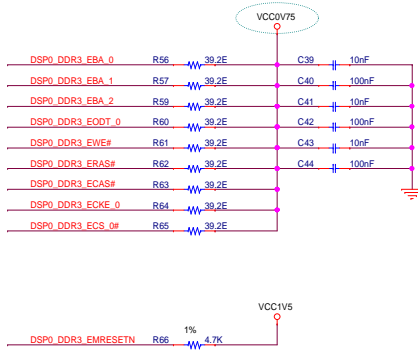 VCC0V75
DSP0_DDR3_EBA_0 R56 39.2E C39 10nF
DSP0_DDR3_EBA_1 R57 39.2E C40 100nF
DSP0_DDR3_EBA_2 R59 39.2E C41 10nF
DSP0_DDR3_EODT_0 R60 39.2E C42 100nF
DSP0_DDR3_EWE# R61 39.2E C43 10nF
DSP0_DDR3_ERAS# R62 39.2E C44 100nF
DSP0_DDR3_ECAS# R63 39.2E
DSP0_DDR3_ECKE_0 R64 39.2E
DSP0_DDR3_ECS_0# R65 39.2E
VCC1V5
1%
DSP0_DDR3_EMRESETN R66 4.7K